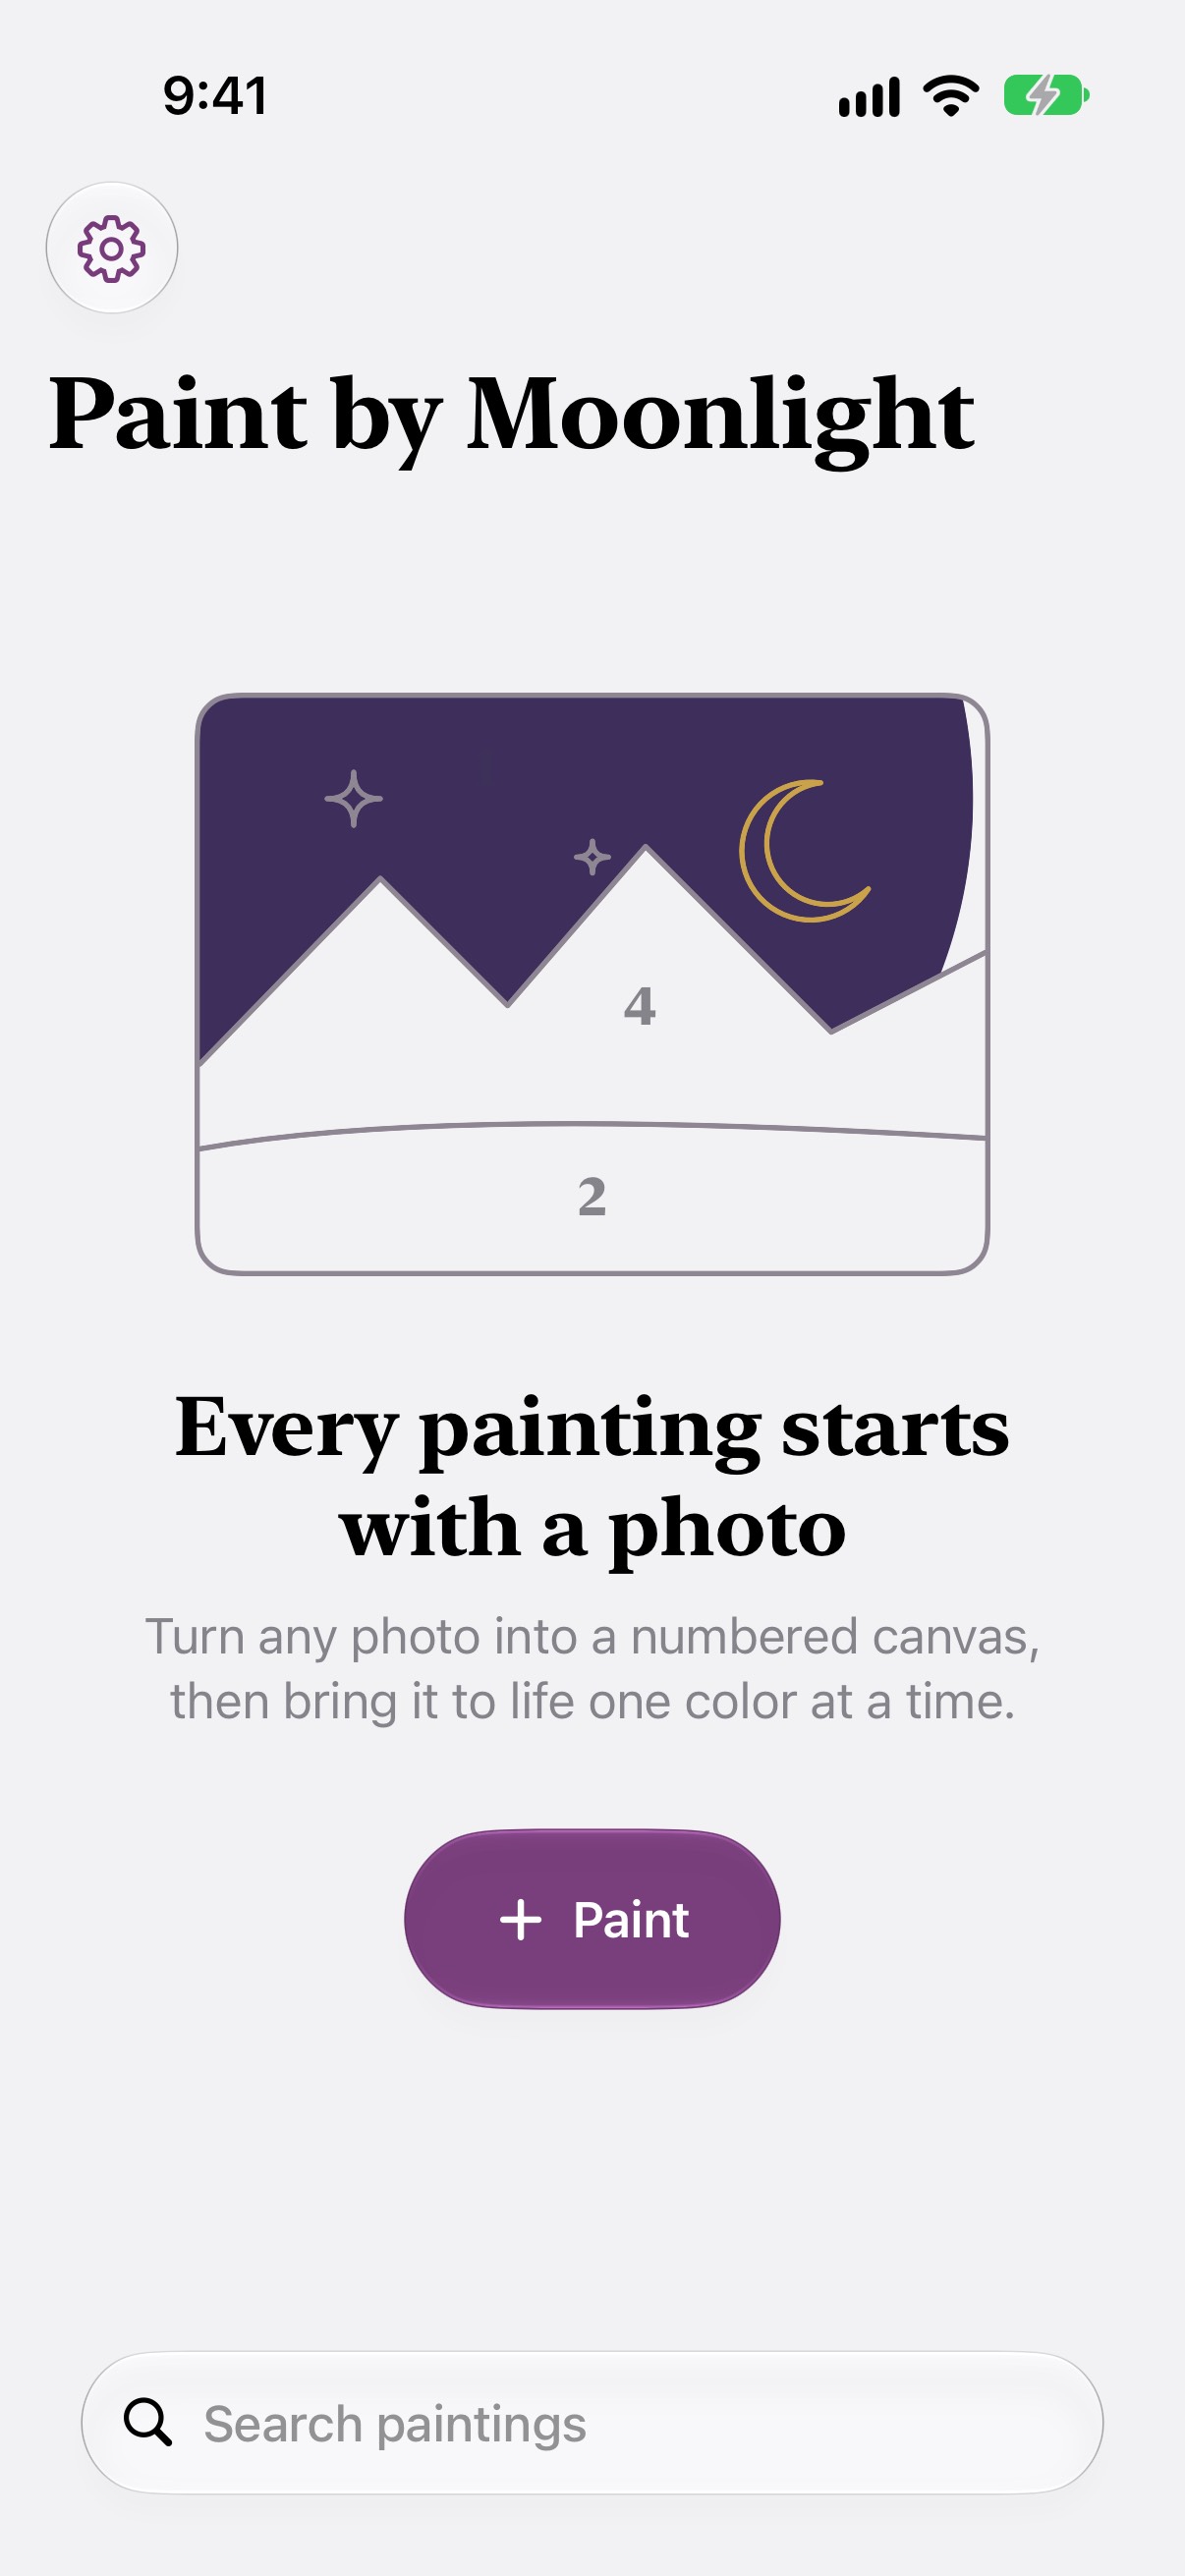 9:41
Paint by Moonlight
4
2
Every painting starts
with a photo
Turn any photo into a numbered canvas,
then bring it to life one color at a time.
+ Paint
Search paintings